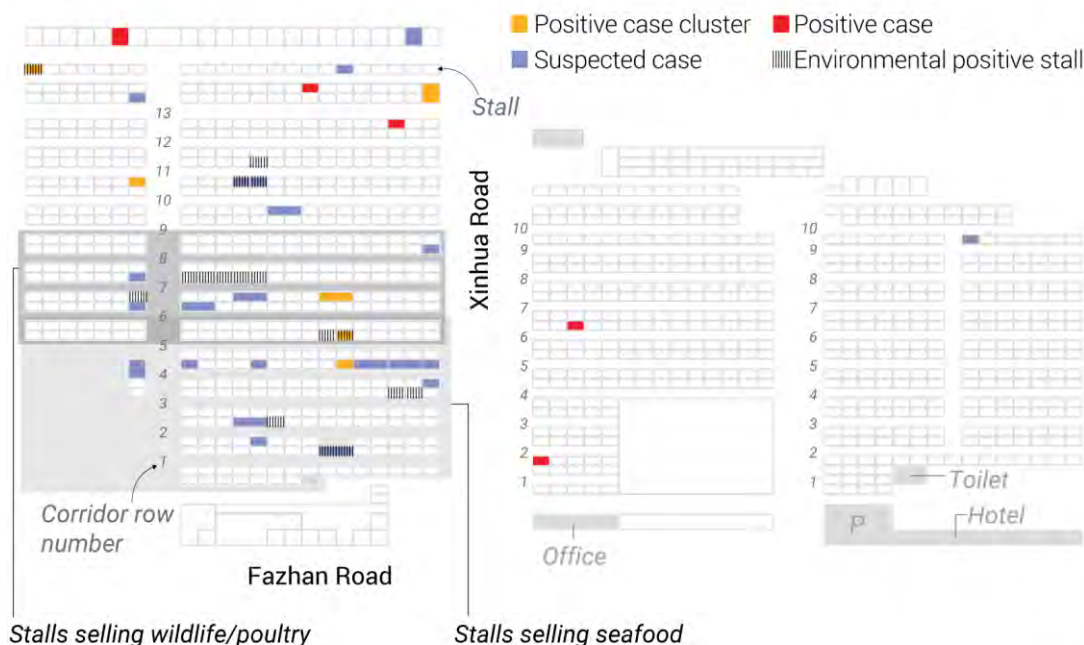 Positive case cluster
Positive case
Suspected case
Environmental positive stall
Stall
13
12
11
10
9
8
7
6
5
4
3
2
1
Corridor row
number
Fazhan Road
Xinhua Road
10
9
8
7
6
5
4
3
2
1
Office
10
9
8
7
6
5
4
3
2
1
Toilet
P
Hotel
Stalls selling wildlife/poultry
Stalls selling seafood